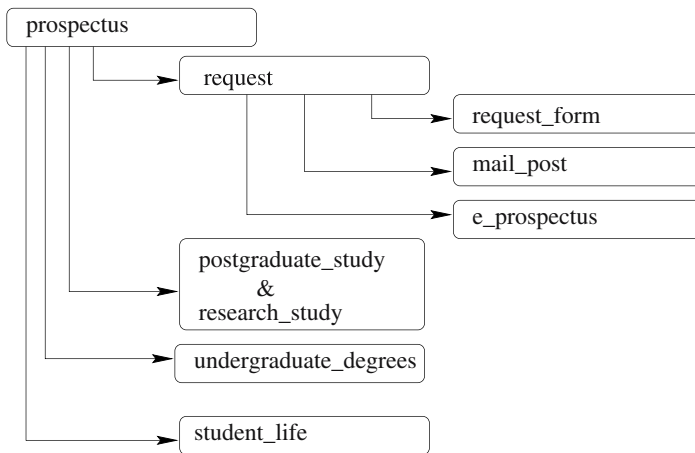 prospectus
request
request_form
mail_post
e_prospectus
postgraduate_study
&
research_study
undergraduate_degrees
student_life